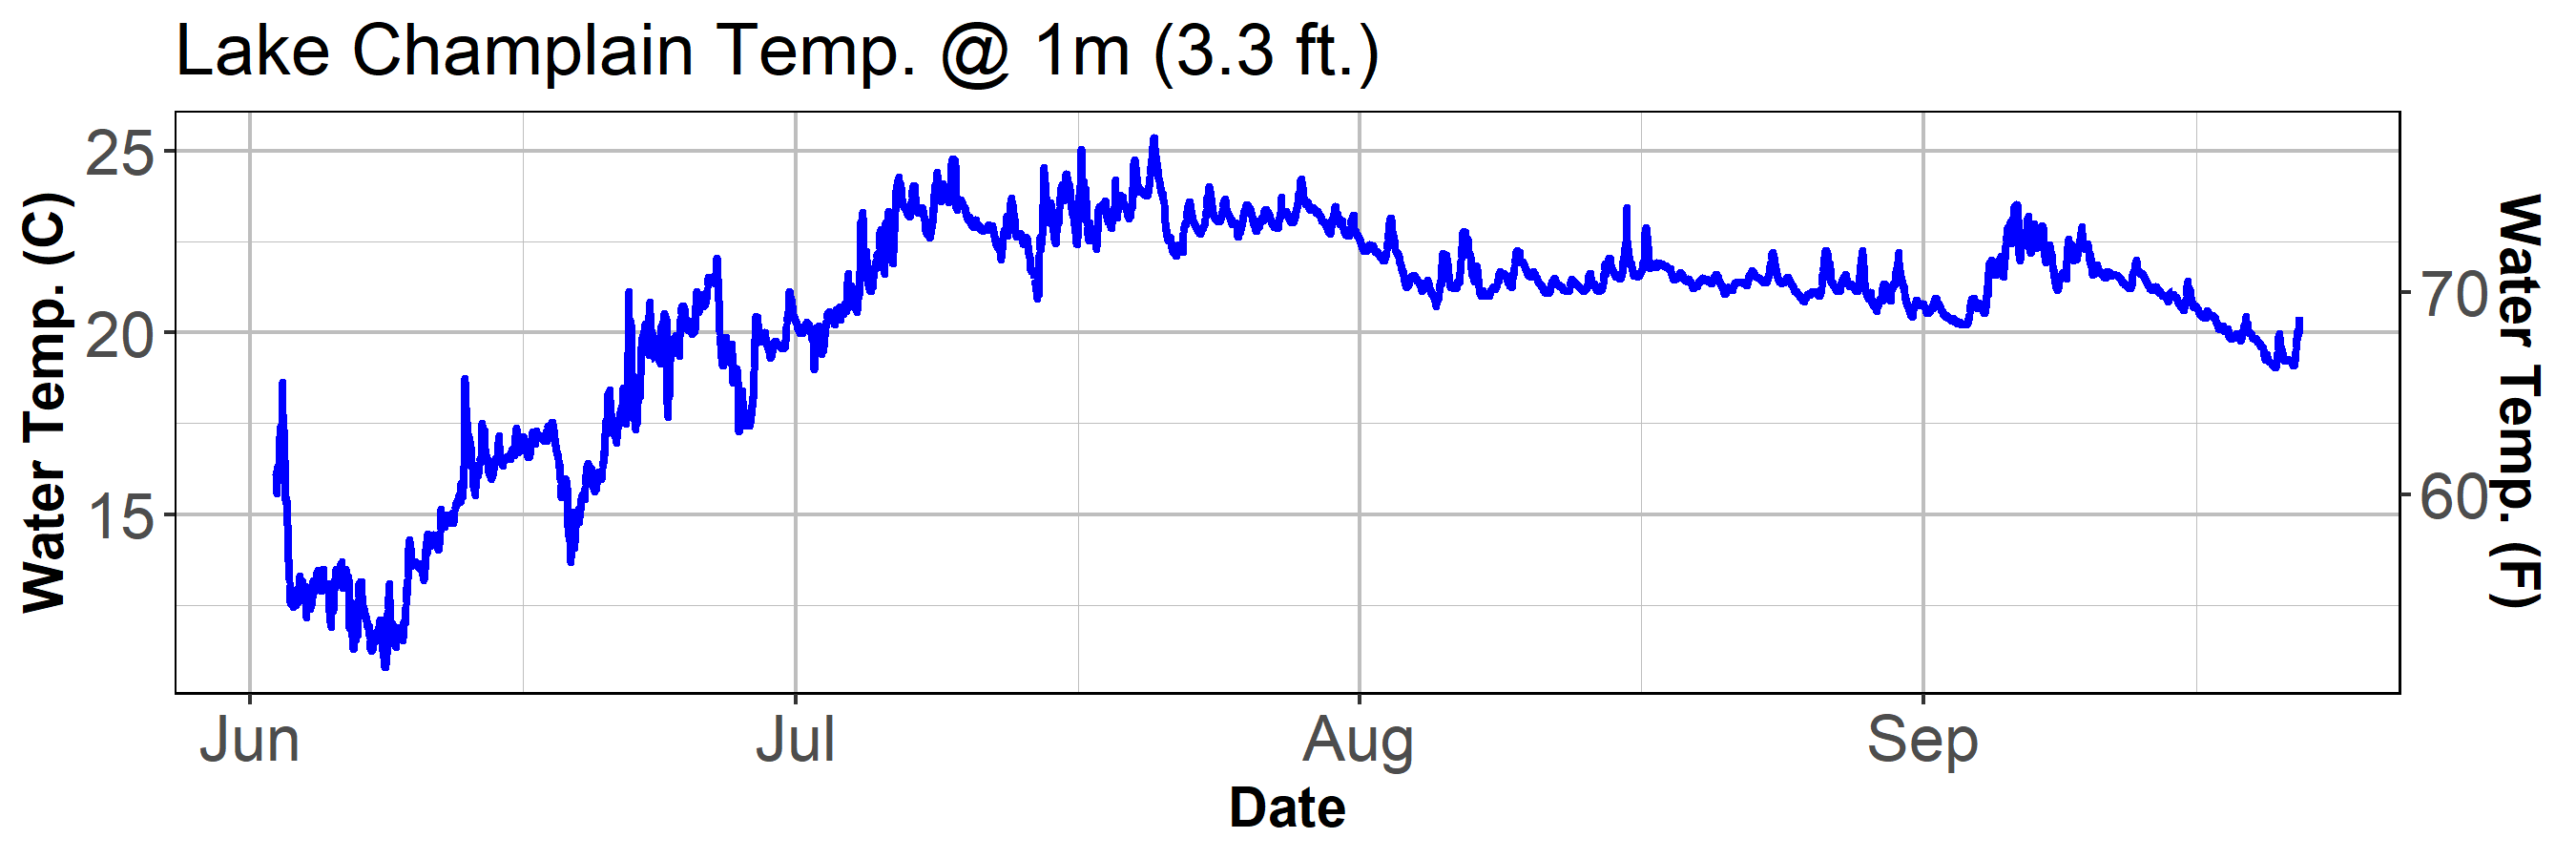 Lake Champlain Temp. @ 1m (3.3 ft.)
Water Temp. (C)
25
20
15
70
60
Water Temp. (F)
Jun Jul Aug Sep
Date